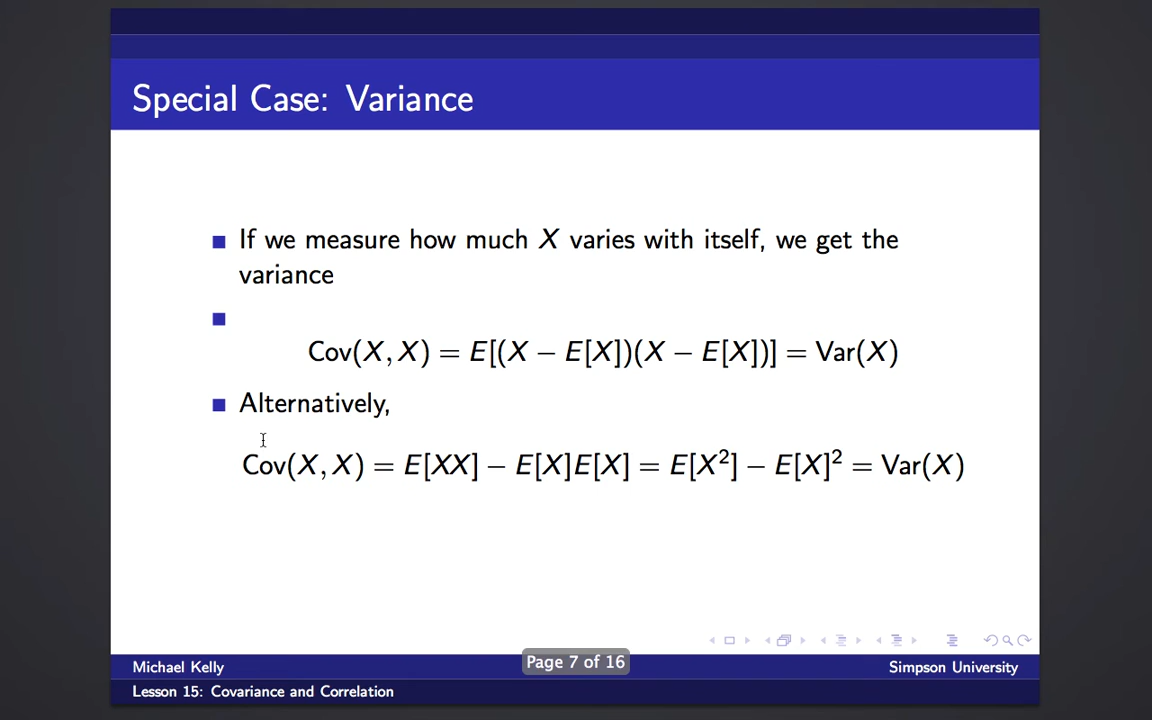 Special Case: Variance
If we measure how much X varies with itself, we get the
variance
Cov(X, X) = E[(X − E[X])(X − E[X])] = Var(X)
Alternatively,
Cov(X, X) = E[XX] − E[X]E[X] = E[X²] − E[X]² = Var(X)
Page 7 of 16
Michael Kelly
Simpson University
Lesson 15: Covariance and Correlation